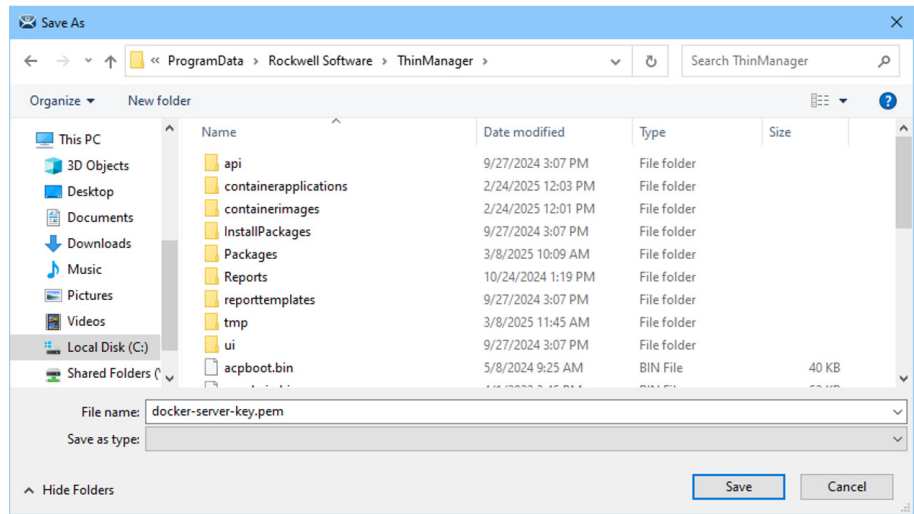 Save As
« ProgramData > Rockwell Software > ThinManager >
Search ThinManager
Organize
New folder
Name
Date modified
Type
Size
This PC
3D Objects
Desktop
Documents
Downloads
Music
Pictures
Videos
Local Disk (C:)
Shared Folders
api 9/27/2024 3:07 PM File folder
containerapplications 2/24/2025 12:03 PM File folder
containerimages 2/24/2025 12:01 PM File folder
InstallPackages 9/27/2024 3:07 PM File folder
Packages 3/8/2025 10:09 AM File folder
Reports 10/24/2024 1:19 PM File folder
reporttemplates 9/27/2024 3:07 PM File folder
tmp 3/8/2025 11:45 AM File folder
ui 9/27/2024 3:07 PM File folder
acpboot.bin 5/8/2024 9:25 AM BIN File 40 KB
File name: docker-server-key.pem
Save as type:
Hide Folders
Save
Cancel